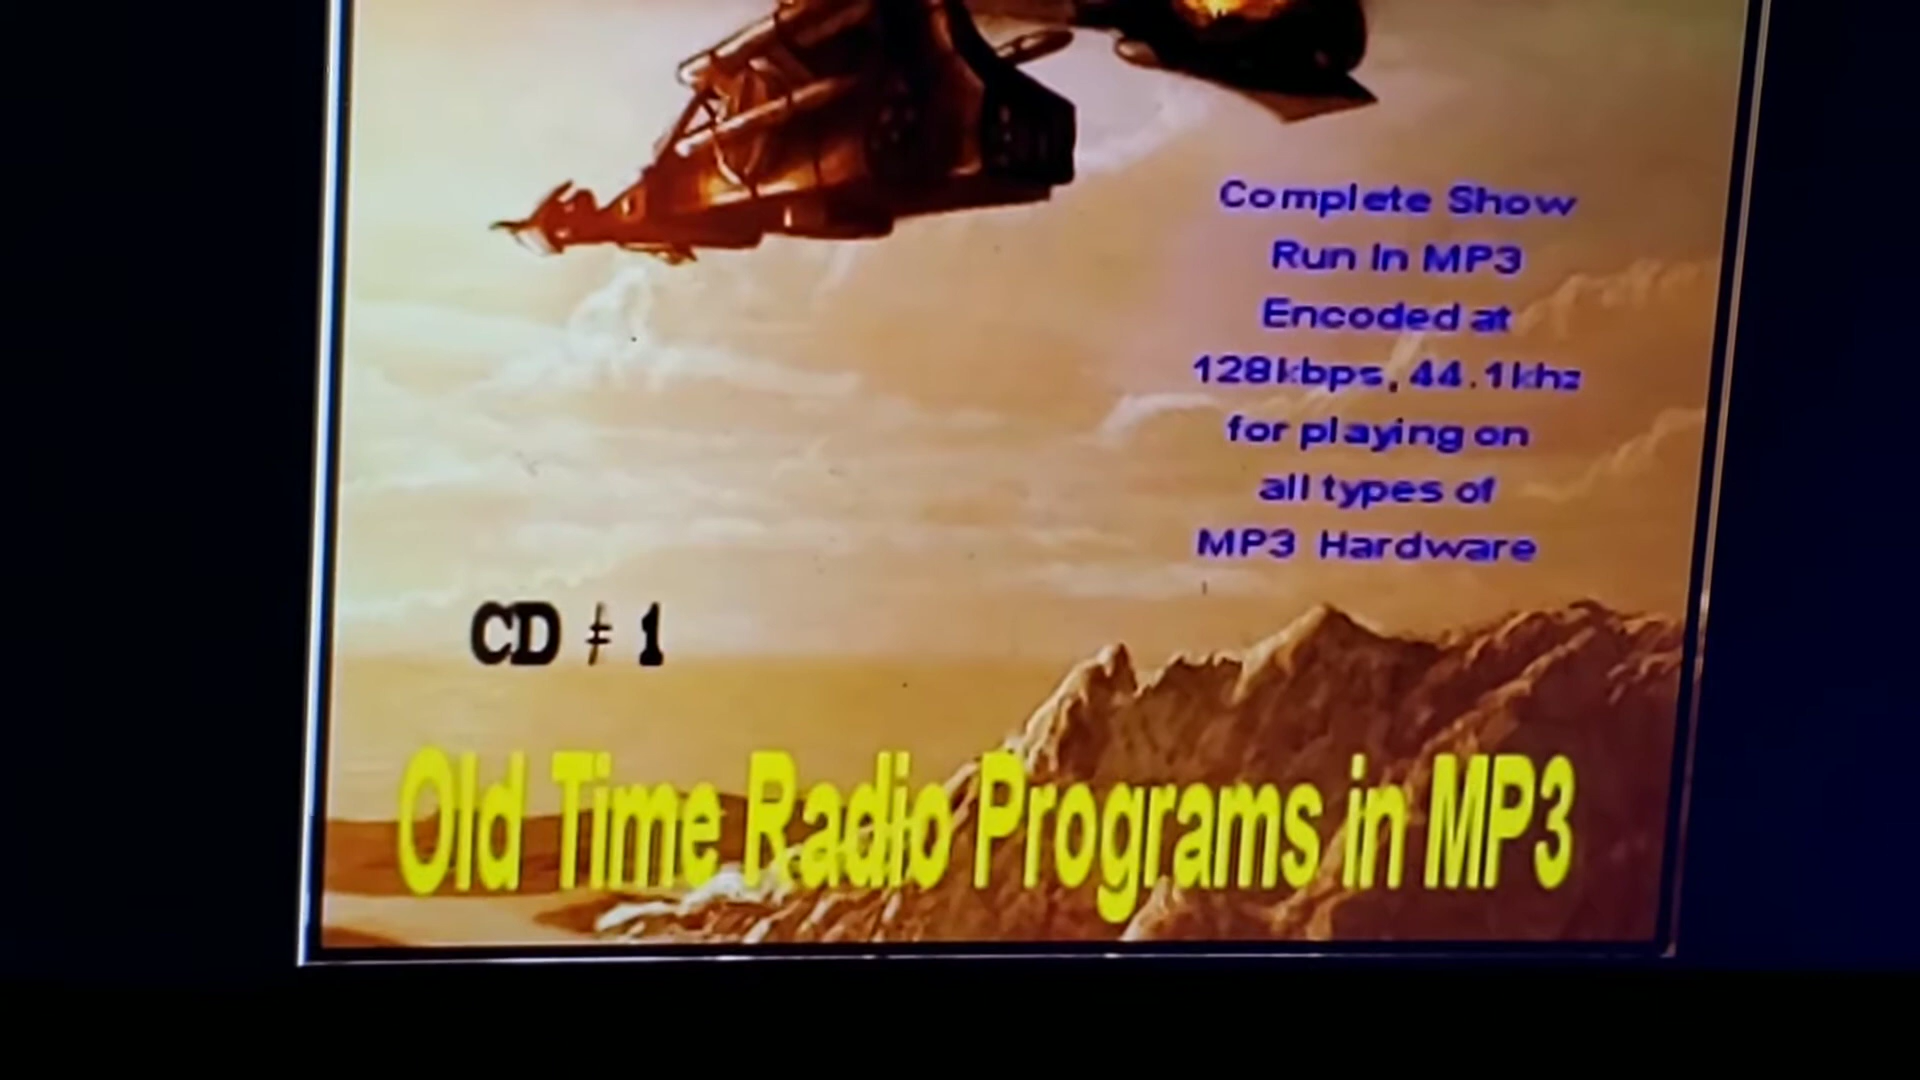 Complete Show
Run In MP3
Encoded at
128kbps, 44.1khz
for playing on
all types of
MP3 Hardware
CD # 1
Old Time Radio Programs in MP3